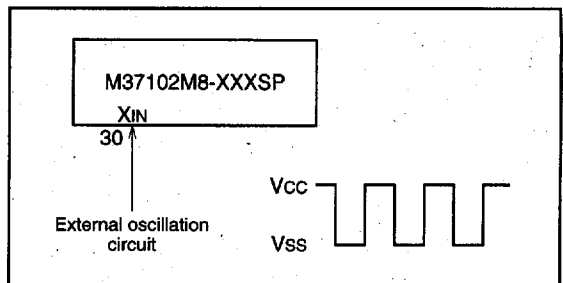 M37102M8-XXXSP
XIN
30
External oscillation
circuit
VCC
VSS